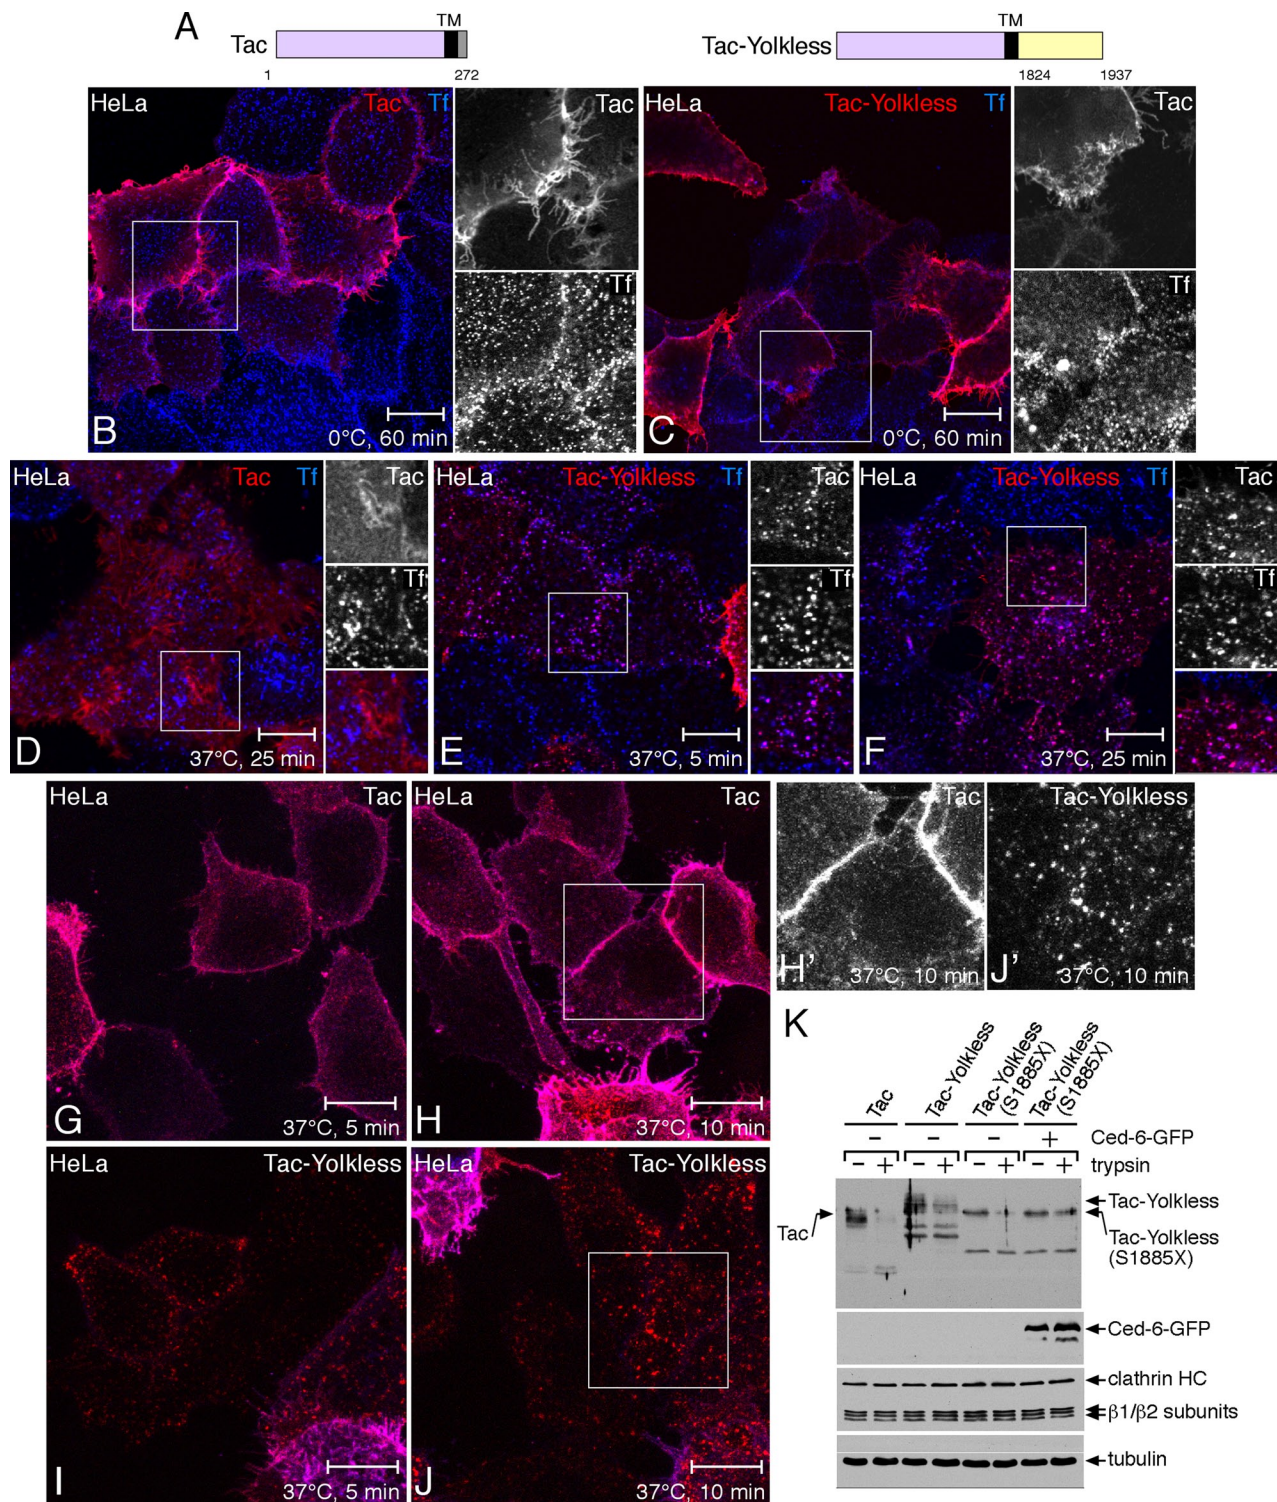 A
Tac
TM
1
272
Tac-Yolkless
TM
1824
1937
HeLa
Tac Tf
B
0°C, 60 min
Tac
Tf
HeLa
Tac-Yolkless Tf
C
0°C, 60 min
Tac
Tf
HeLa
Tac Tf
D
37°C, 25 min
Tac
Tf
HeLa
Tac-Yolkless Tf
E
37°C, 5 min
Tac
Tf
HeLa
Tac-Yolkess Tf
F
37°C, 25 min
Tac
Tf
HeLa
Tac
G
37°C, 5 min
HeLa
Tac
H
37°C, 10 min
Tac
H'
37°C, 10 min
Tac-Yolkless
J'
37°C, 10 min
HeLa
Tac-Yolkless
I
37°C, 5 min
HeLa
Tac-Yolkless
J
37°C, 10 min
K
Tac
Tac-Yolkless
Tac-Yolkless
(S1885X)
Tac-Yolkless
(S1885X)
– – – + Ced-6-GFP
– + – + – + – + trypsin
Tac
Tac-Yolkless
Tac-Yolkless
(S1885X)
Ced-6-GFP
clathrin HC
β1/β2 subunits
tubulin